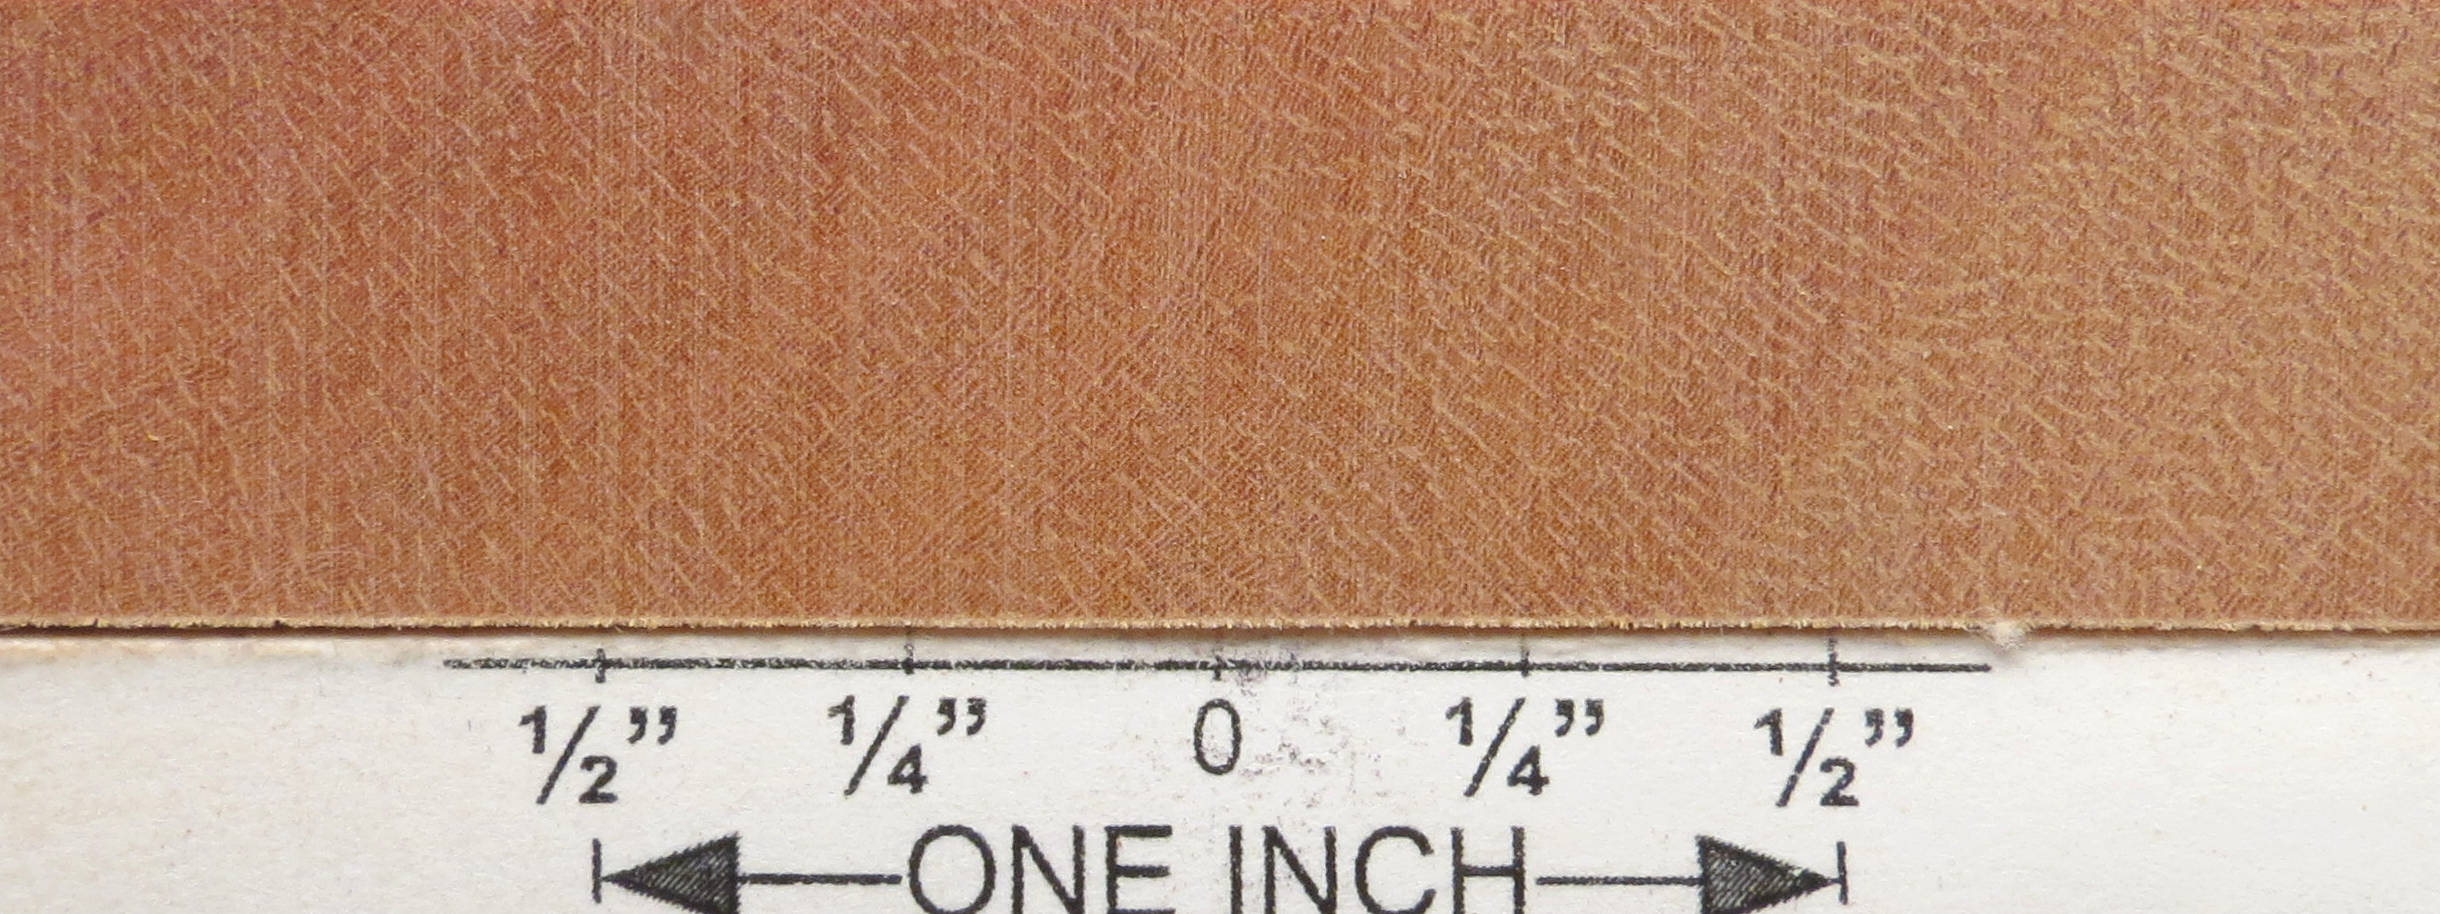 1/2” 1/4” 0 1/4” 1/2”
ONE INCH